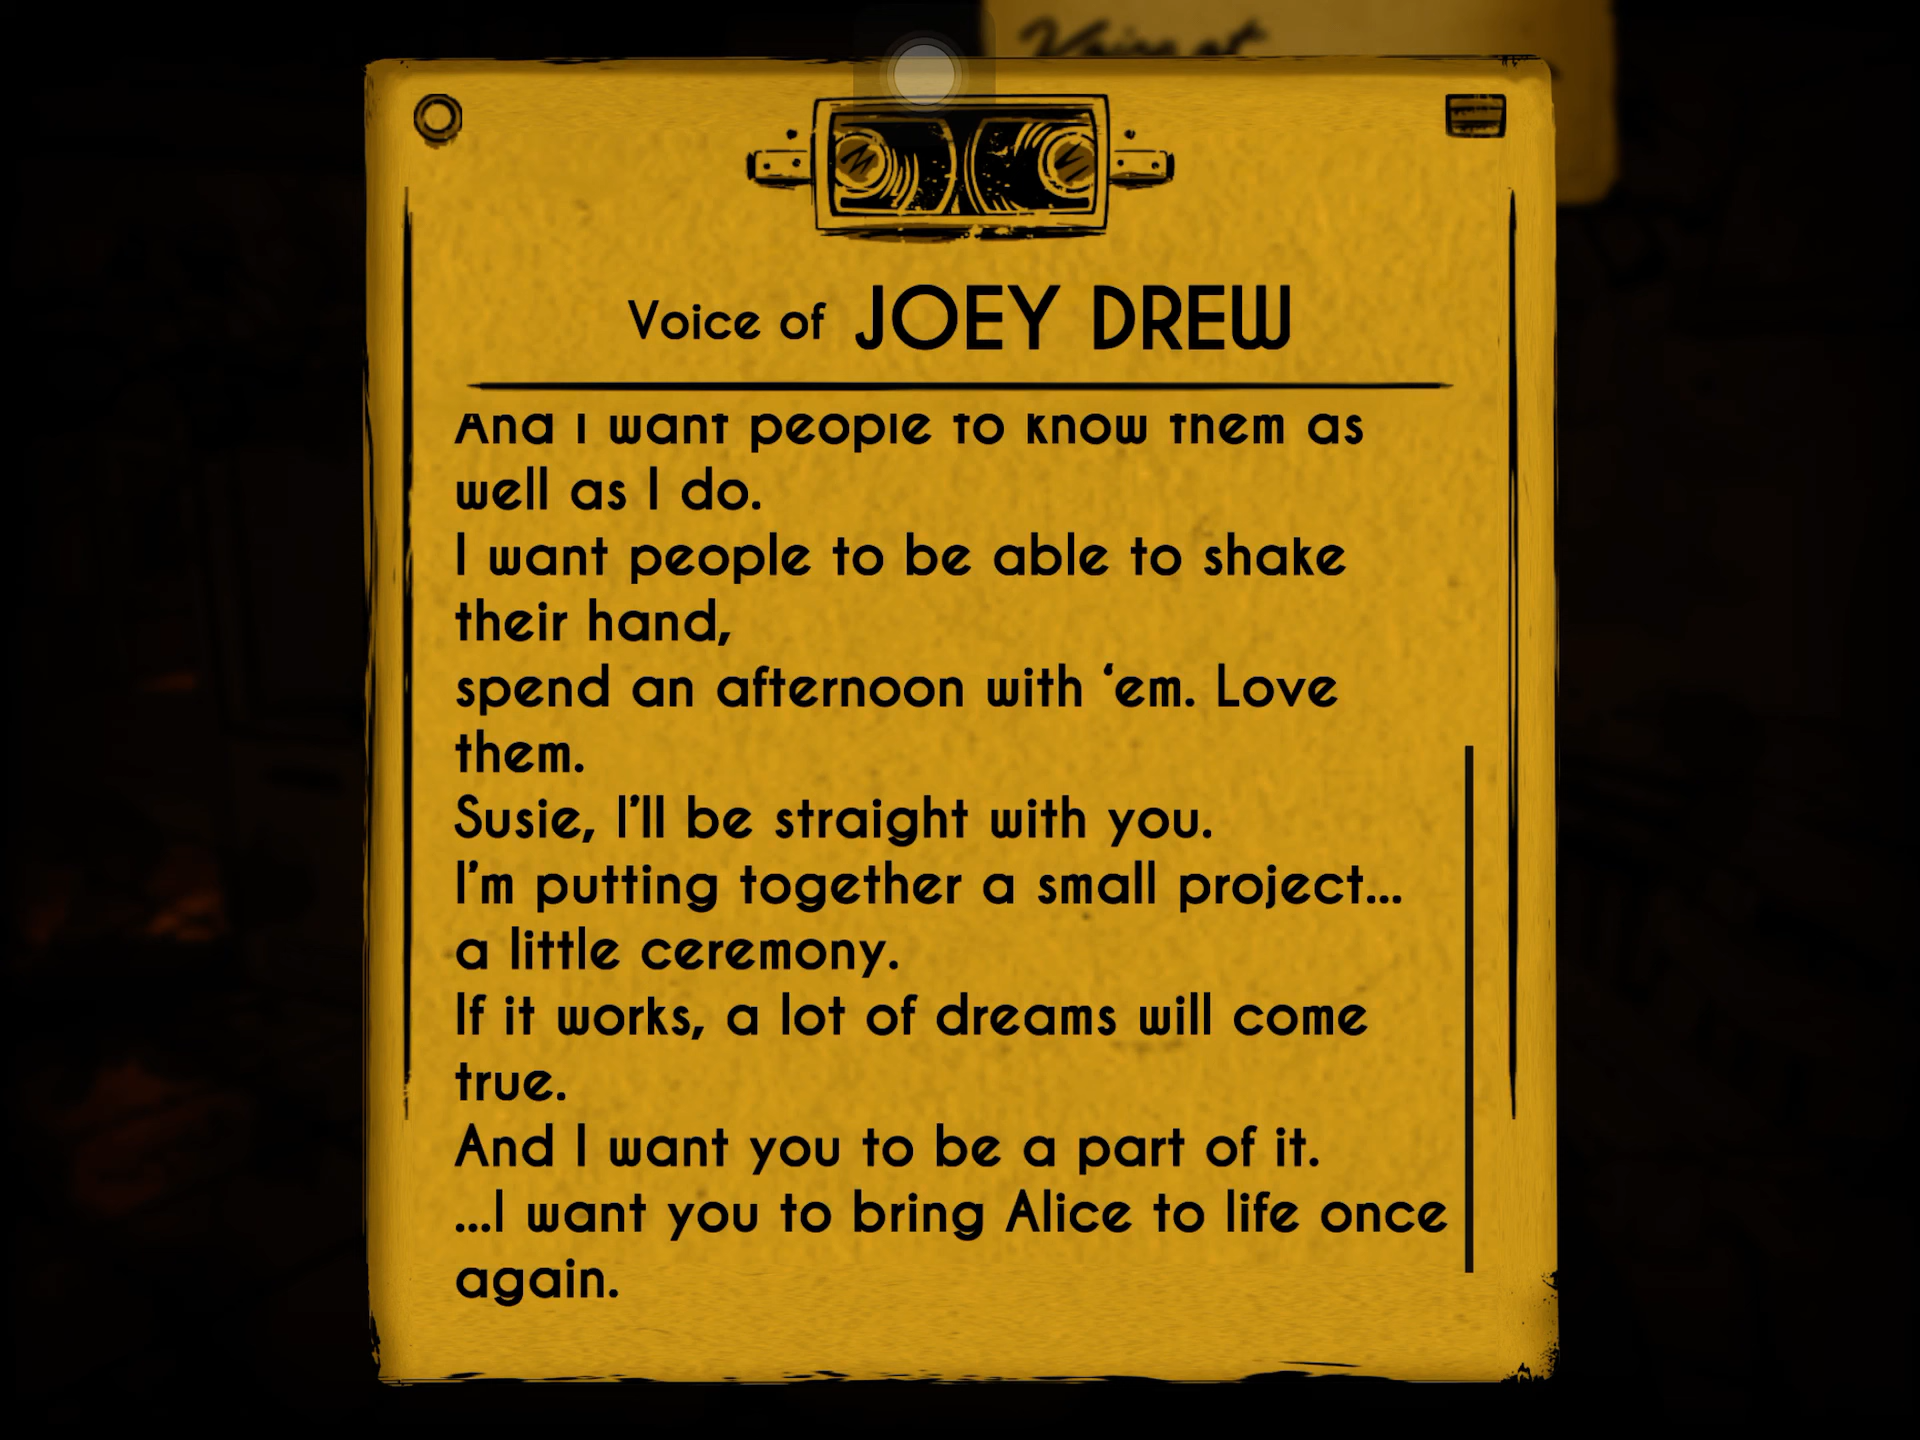 Voice of
Voice of JOEY DREW
And I want people to know them as
well as I do.
I want people to be able to shake
their hand,
spend an afternoon with ‘em. Love
them.
Susie, I’ll be straight with you.
I’m putting together a small project...
a little ceremony.
If it works, a lot of dreams will come
true.
And I want you to be a part of it.
...I want you to bring Alice to life once
again.